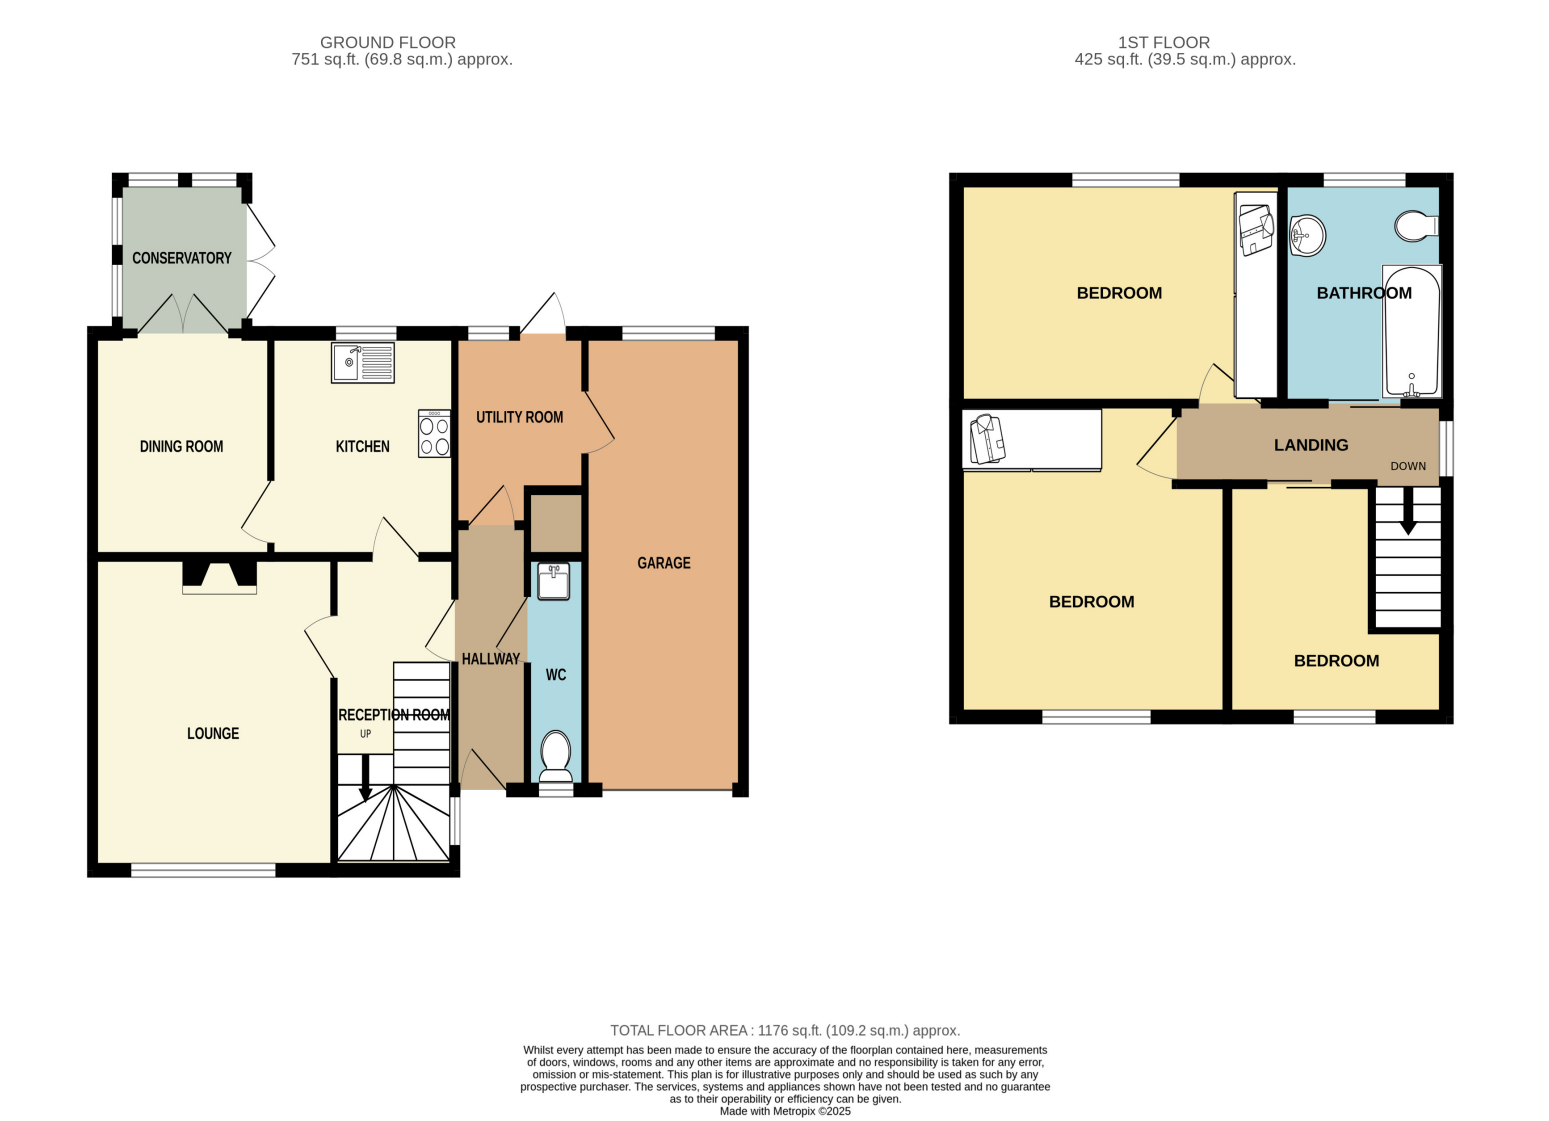 GROUND FLOOR
751 sq.ft. (69.8 sq.m.) approx.
CONSERVATORY
DINING ROOM
KITCHEN
UTILITY ROOM
GARAGE
LOUNGE
RECEPTION ROOM
UP
HALLWAY
WC
1ST FLOOR
425 sq.ft. (39.5 sq.m.) approx.
BEDROOM
BATHROOM
LANDING
DOWN
BEDROOM
BEDROOM
TOTAL FLOOR AREA : 1176 sq.ft. (109.2 sq.m.) approx.
Whilst every attempt has been made to ensure the accuracy of the floorplan contained here, measurements
of doors, windows, rooms and any other items are approximate and no responsibility is taken for any error,
omission or mis-statement. This plan is for illustrative purposes only and should be used as such by any
prospective purchaser. The services, systems and appliances shown have not been tested and no guarantee
as to their operability or efficiency can be given.
Made with Metropix ©2025